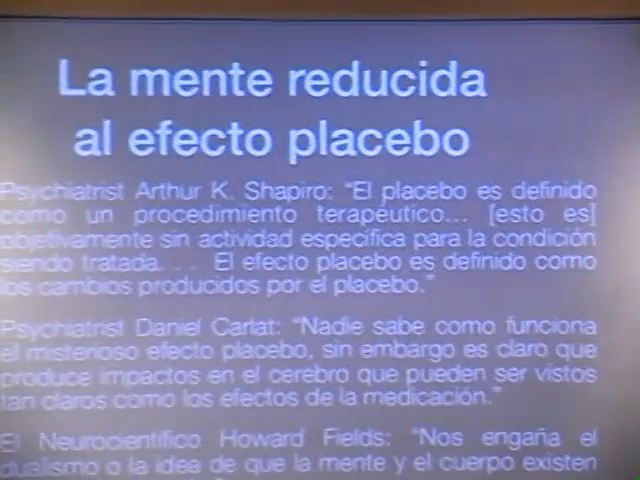 La mente reducida
al efecto placebo
Psychiatrist Arthur K. Shapiro: "El placebo es definido
como un procedimiento terapeutico... [esto es]
objetivamente sin actividad específica para la condición
siendo tratada. . . El efecto placebo es definido como
los cambios producidos por el placebo."
Psychiatrist Daniel Carlat: "Nadie sabe como funciona
el misterioso efecto placebo, sin embargo es claro que
produce impactos en el cerebro que pueden ser vistos
tan claros como los efectos de la medicación."
El Neurocientífico Howard Fields: "Nos engaña el
dualismo o la idea de que la mente y el cuerpo existen